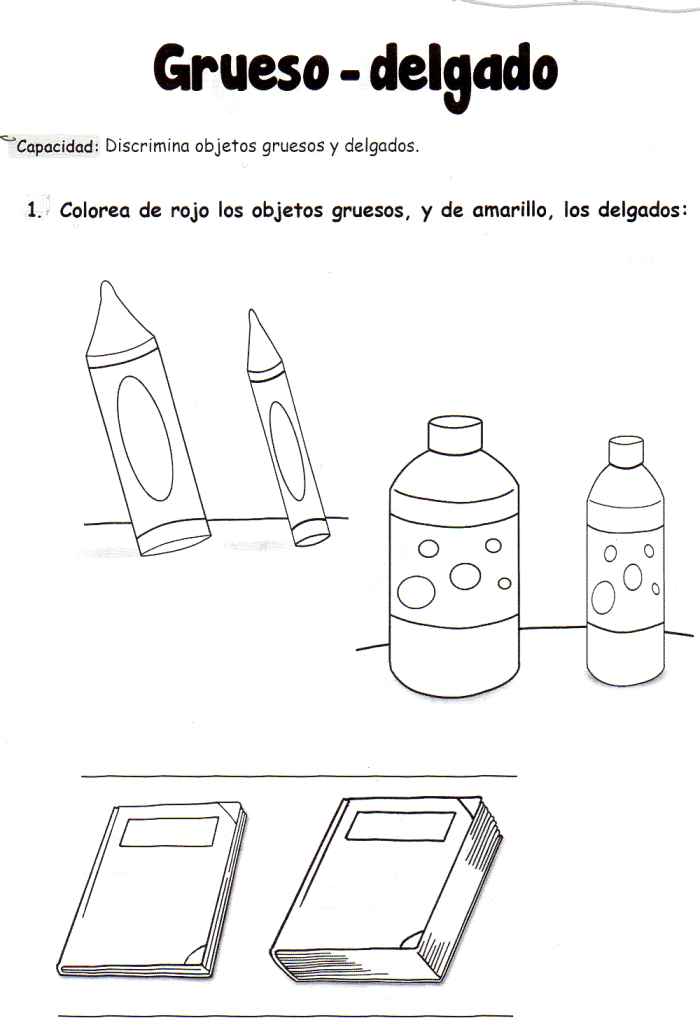 Grueso - delgado
Capacidad: Discrimina objetos gruesos y delgados.
1. Colorea de rojo los objetos gruesos, y de amarillo, los delgados: